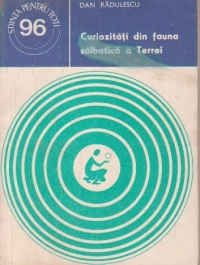 DAN RĂDULESCU
ȘTIINȚA PENTRU TOȚI
96
Curiozități din fauna
sălbatică a Terrei